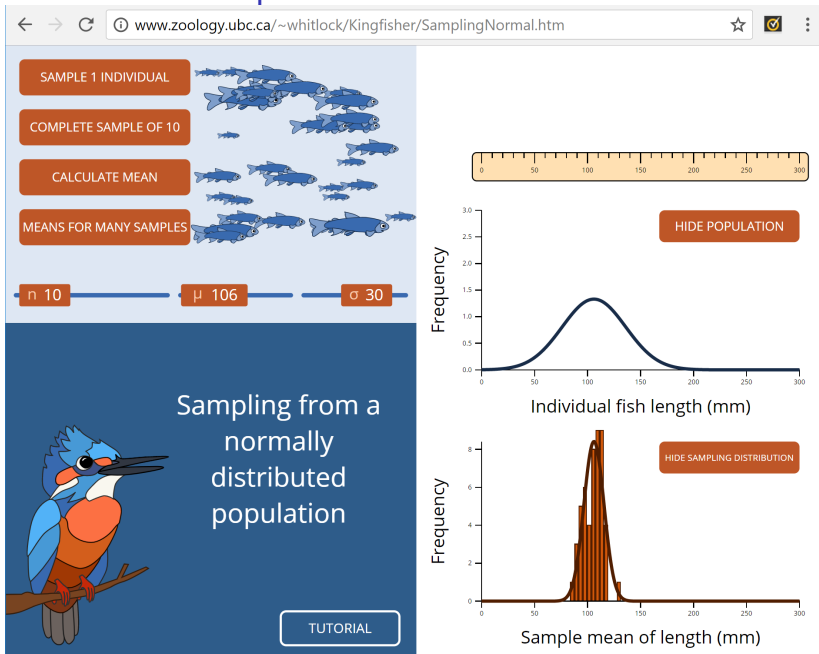 www.zoology.ubc.ca/~whitlock/Kingfisher/SamplingNormal.htm
SAMPLE 1 INDIVIDUAL
COMPLETE SAMPLE OF 10
CALCULATE MEAN
MEANS FOR MANY SAMPLES
n 10
μ 106
σ 30
Sampling from a
normally
distributed
population
TUTORIAL
0 50 100 150 200 250 300
HIDE POPULATION
Frequency
3.0
2.5
2.0
1.5
1.0
0.5
0.0
0 50 100 150 200 250 300
Individual fish length (mm)
HIDE SAMPLING DISTRIBUTION
Frequency
8
6
4
2
0
0 50 100 150 200 250 300
Sample mean of length (mm)